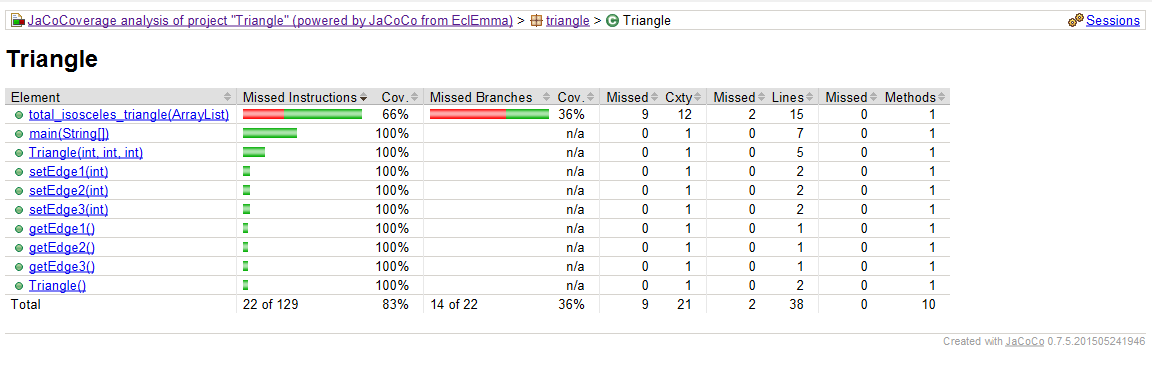 JaCoCoverage analysis of project "Triangle" (powered by JaCoCo from EclEmma) > triangle > Triangle Sessions
Triangle
Element Missed Instructions Cov. Missed Branches Cov. Missed Cxty Missed Lines Missed Methods
total_isosceles_triangle(ArrayList) 66% 36% 9 12 2 15 0 1
main(String[]) 100% n/a 0 1 0 7 0 1
Triangle(int, int, int) 100% n/a 0 1 0 5 0 1
setEdge1(int) 100% n/a 0 1 0 2 0 1
setEdge2(int) 100% n/a 0 1 0 2 0 1
setEdge3(int) 100% n/a 0 1 0 2 0 1
getEdge1() 100% n/a 0 1 0 1 0 1
getEdge2() 100% n/a 0 1 0 1 0 1
getEdge3() 100% n/a 0 1 0 1 0 1
Triangle() 100% n/a 0 1 0 2 0 1
Total 22 of 129 83% 14 of 22 36% 9 21 2 38 0 10
Created with JaCoCo 0.7.5.201505241946